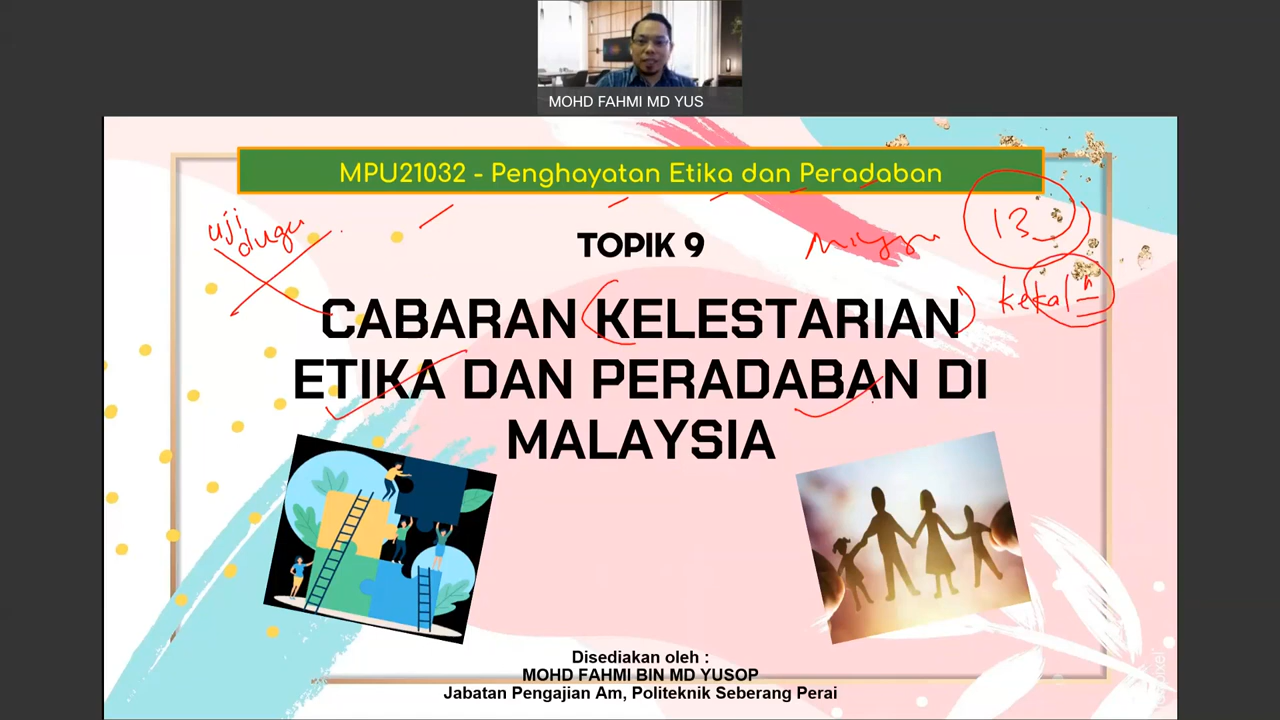 MOHD FAHMI MD YUS
MPU21032 - Penghayatan Etika dan Peradaban
uji
duga
TOPIK 9
13
kekal
CABARAN KELESTARIAN
ETIKA DAN PERADABAN DI
MALAYSIA
Disediakan oleh :
MOHD FAHMI BIN MD YUSOP
Jabatan Pengajian Am, Politeknik Seberang Perai